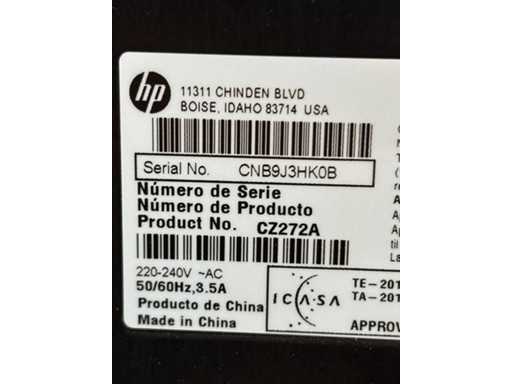 hp
11311 CHINDEN BLVD
BOISE, IDAHO 83714 USA
Serial No. CNB9J3HK0B
Número de Serie
Número de Producto
Product No. CZ272A
220-240V ~AC
50/60Hz,3.5A
Producto de China
Made in China
ICASA
TE-201
TA-201
APPROV